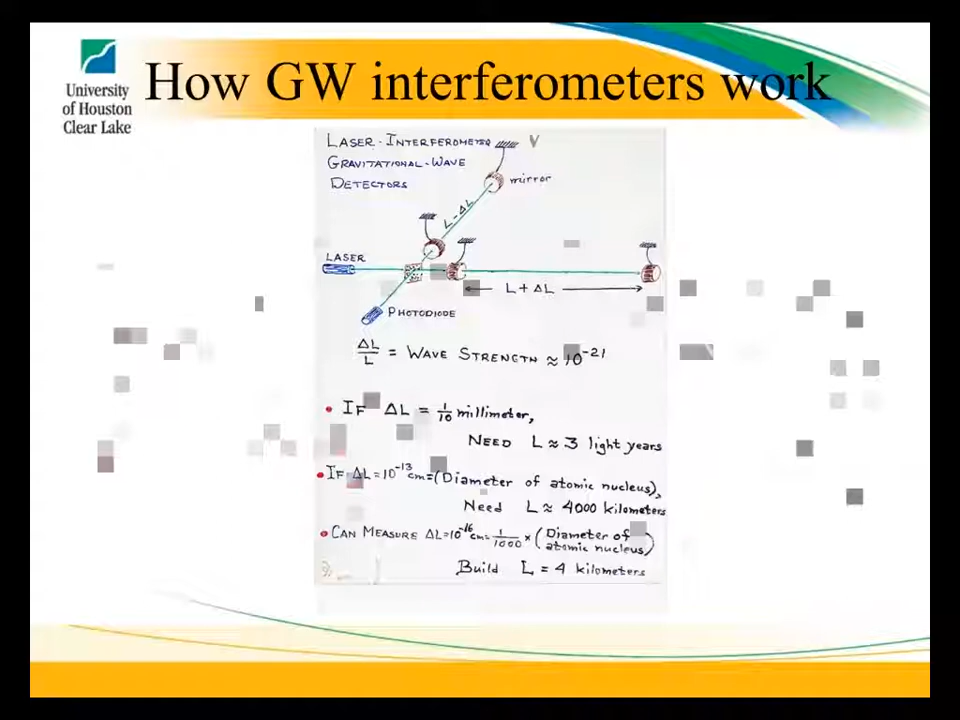 How GW interferometers work
University
of Houston
Clear Lake
LASER-INTERFEROMETER
GRAVITATIONAL-WAVE
DETECTORS
mirror
L-ΔL
LASER
L + ΔL
PHOTODIODE
ΔL/L = WAVE STRENGTH ≈ 10⁻²¹
• IF ΔL = 1/10 millimeter,
NEED L ≈ 3 light years
• IF ΔL = 10⁻¹³ cm = (Diameter of atomic nucleus),
Need L ≈ 4000 kilometers
• CAN MEASURE ΔL = 10⁻¹⁶ cm = 1/1000 × (Diameter of
atomic nucleus)
Build L = 4 kilometers